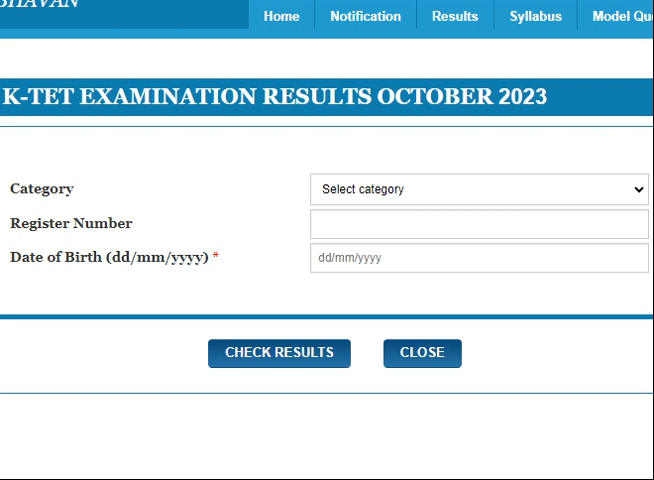 BHAVAN
Home Notification Results Syllabus Model Qu
K-TET EXAMINATION RESULTS OCTOBER 2023
Category Select category
Register Number
Date of Birth (dd/mm/yyyy) * dd/mm/yyyy
CHECK RESULTS CLOSE